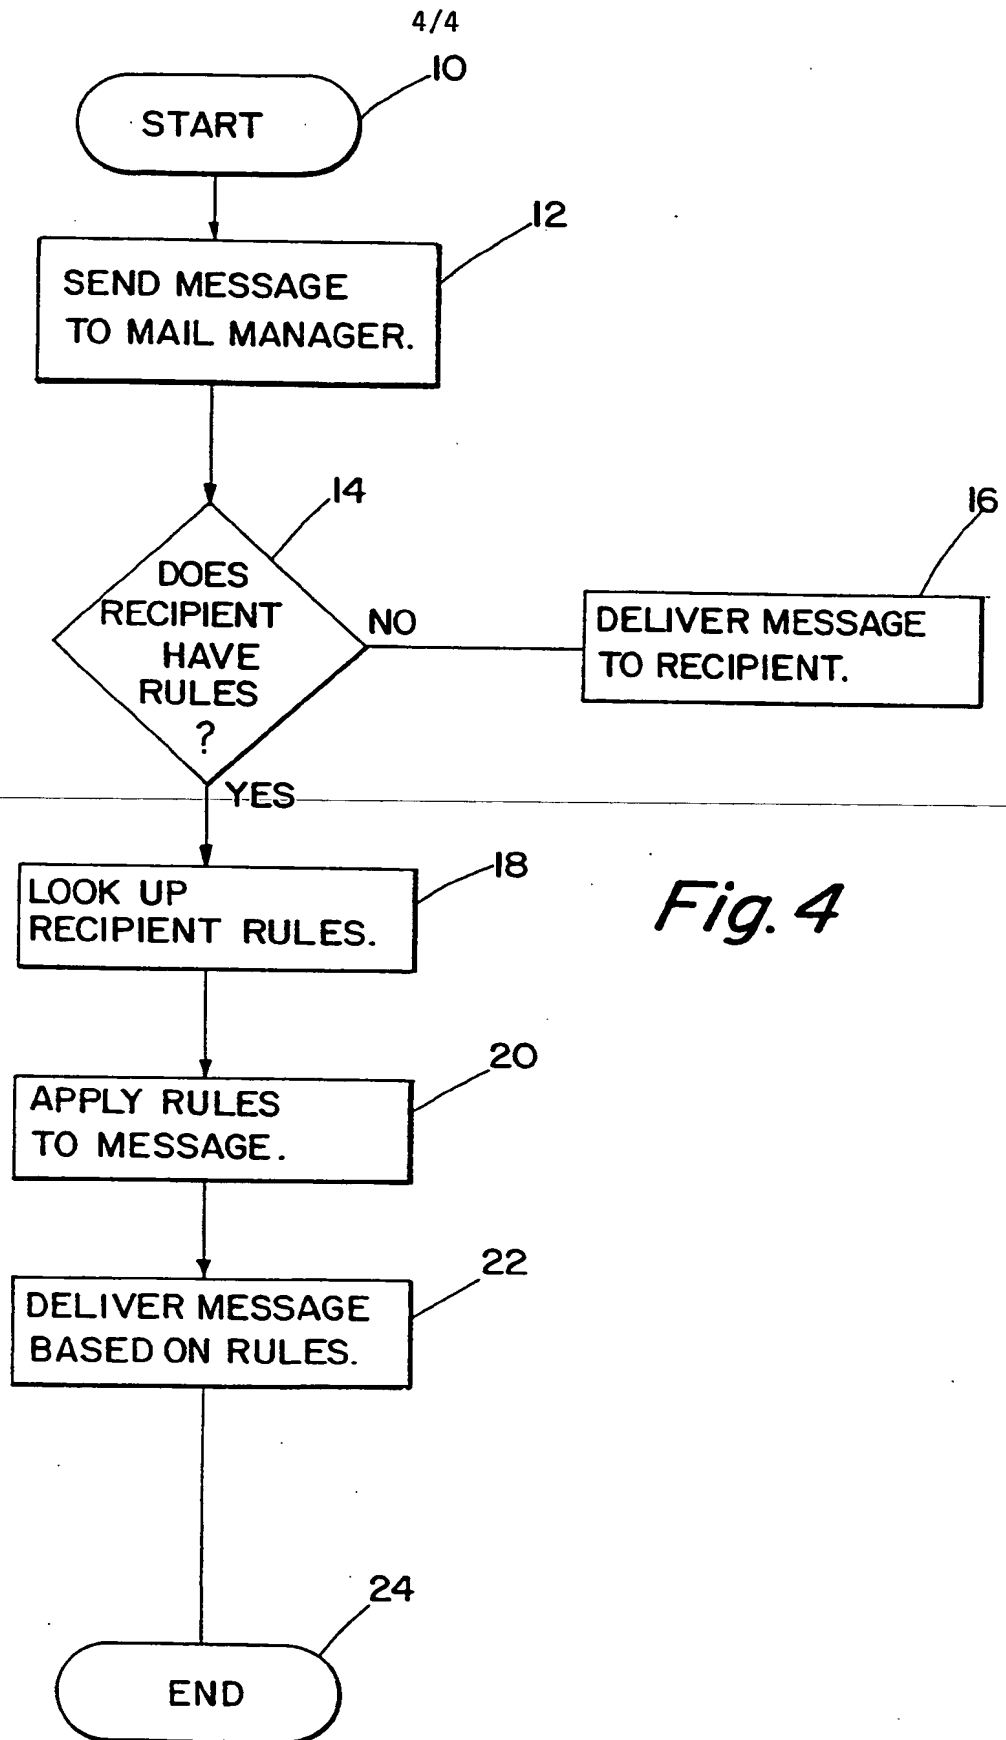 4/4
10
START
12
SEND MESSAGE
TO MAIL MANAGER.
14
16
DOES
RECIPIENT
HAVE
RULES
?
NO
DELIVER MESSAGE
TO RECIPIENT.
YES
18
LOOK UP
RECIPIENT RULES.
Fig. 4
20
APPLY RULES
TO MESSAGE.
22
DELIVER MESSAGE
BASED ON RULES.
24
END